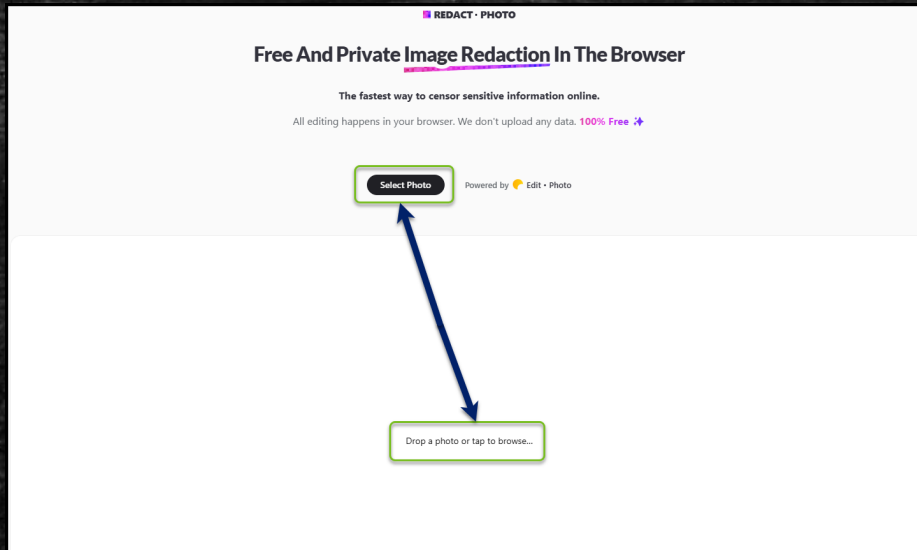 REDACT · PHOTO
Free And Private Image Redaction In The Browser
The fastest way to censor sensitive information online.
All editing happens in your browser. We don't upload any data. 100% Free
Select Photo
Powered by Edit · Photo
Drop a photo or tap to browse...